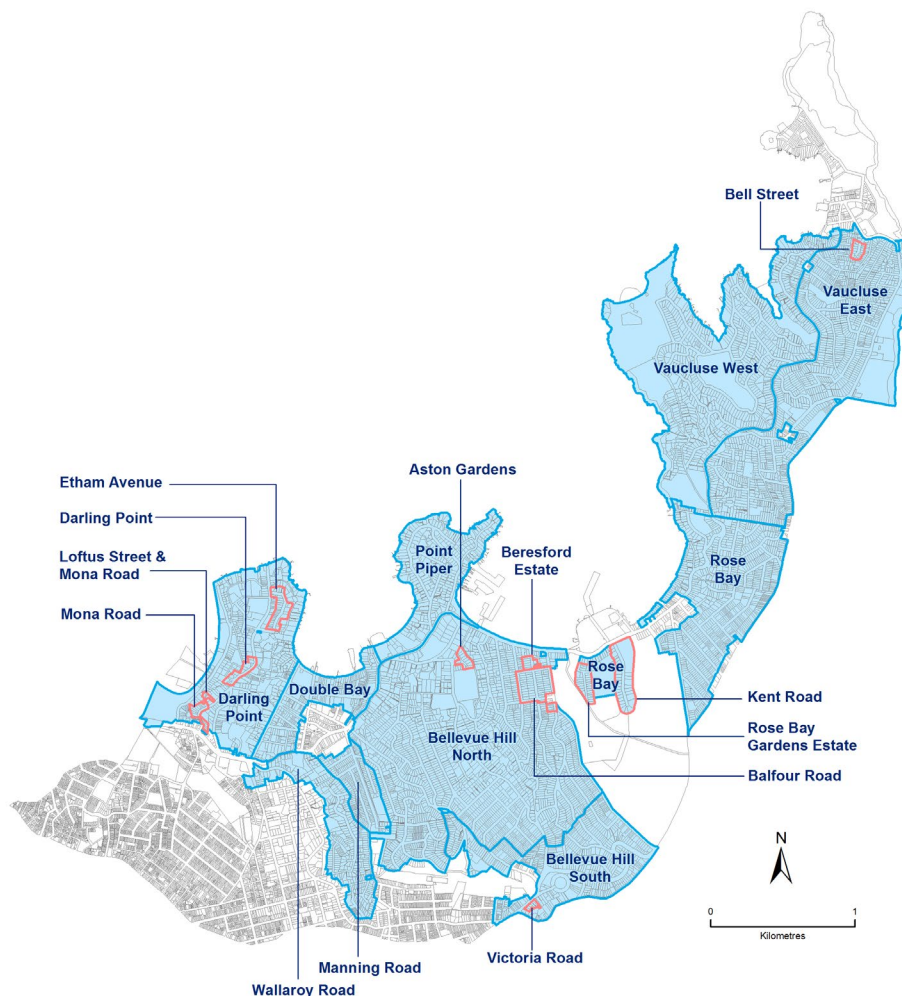 Bell Street
Vaucluse
East
Vaucluse West
Aston Gardens
Etham Avenue
Darling Point
Loftus Street &
Mona Road
Mona Road
Point
Piper
Beresford
Estate
Rose
Bay
Rose
Bay
Double Bay
Darling
Point
Kent Road
Bellevue Hill
North
Rose Bay
Gardens Estate
Balfour Road
Bellevue Hill
South
N
0
1
Kilometres
Victoria Road
Manning Road
Wallaroy Road